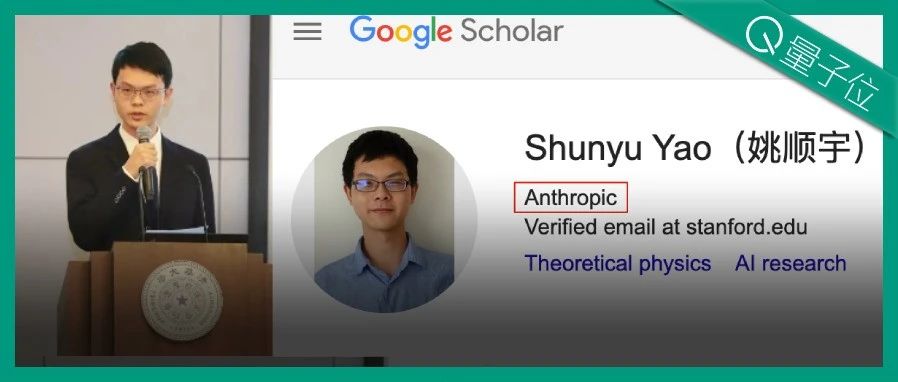 Google Scholar
量子位
Shunyu Yao（姚顺宇）
Anthropic
Verified email at stanford.edu
Theoretical physics AI research